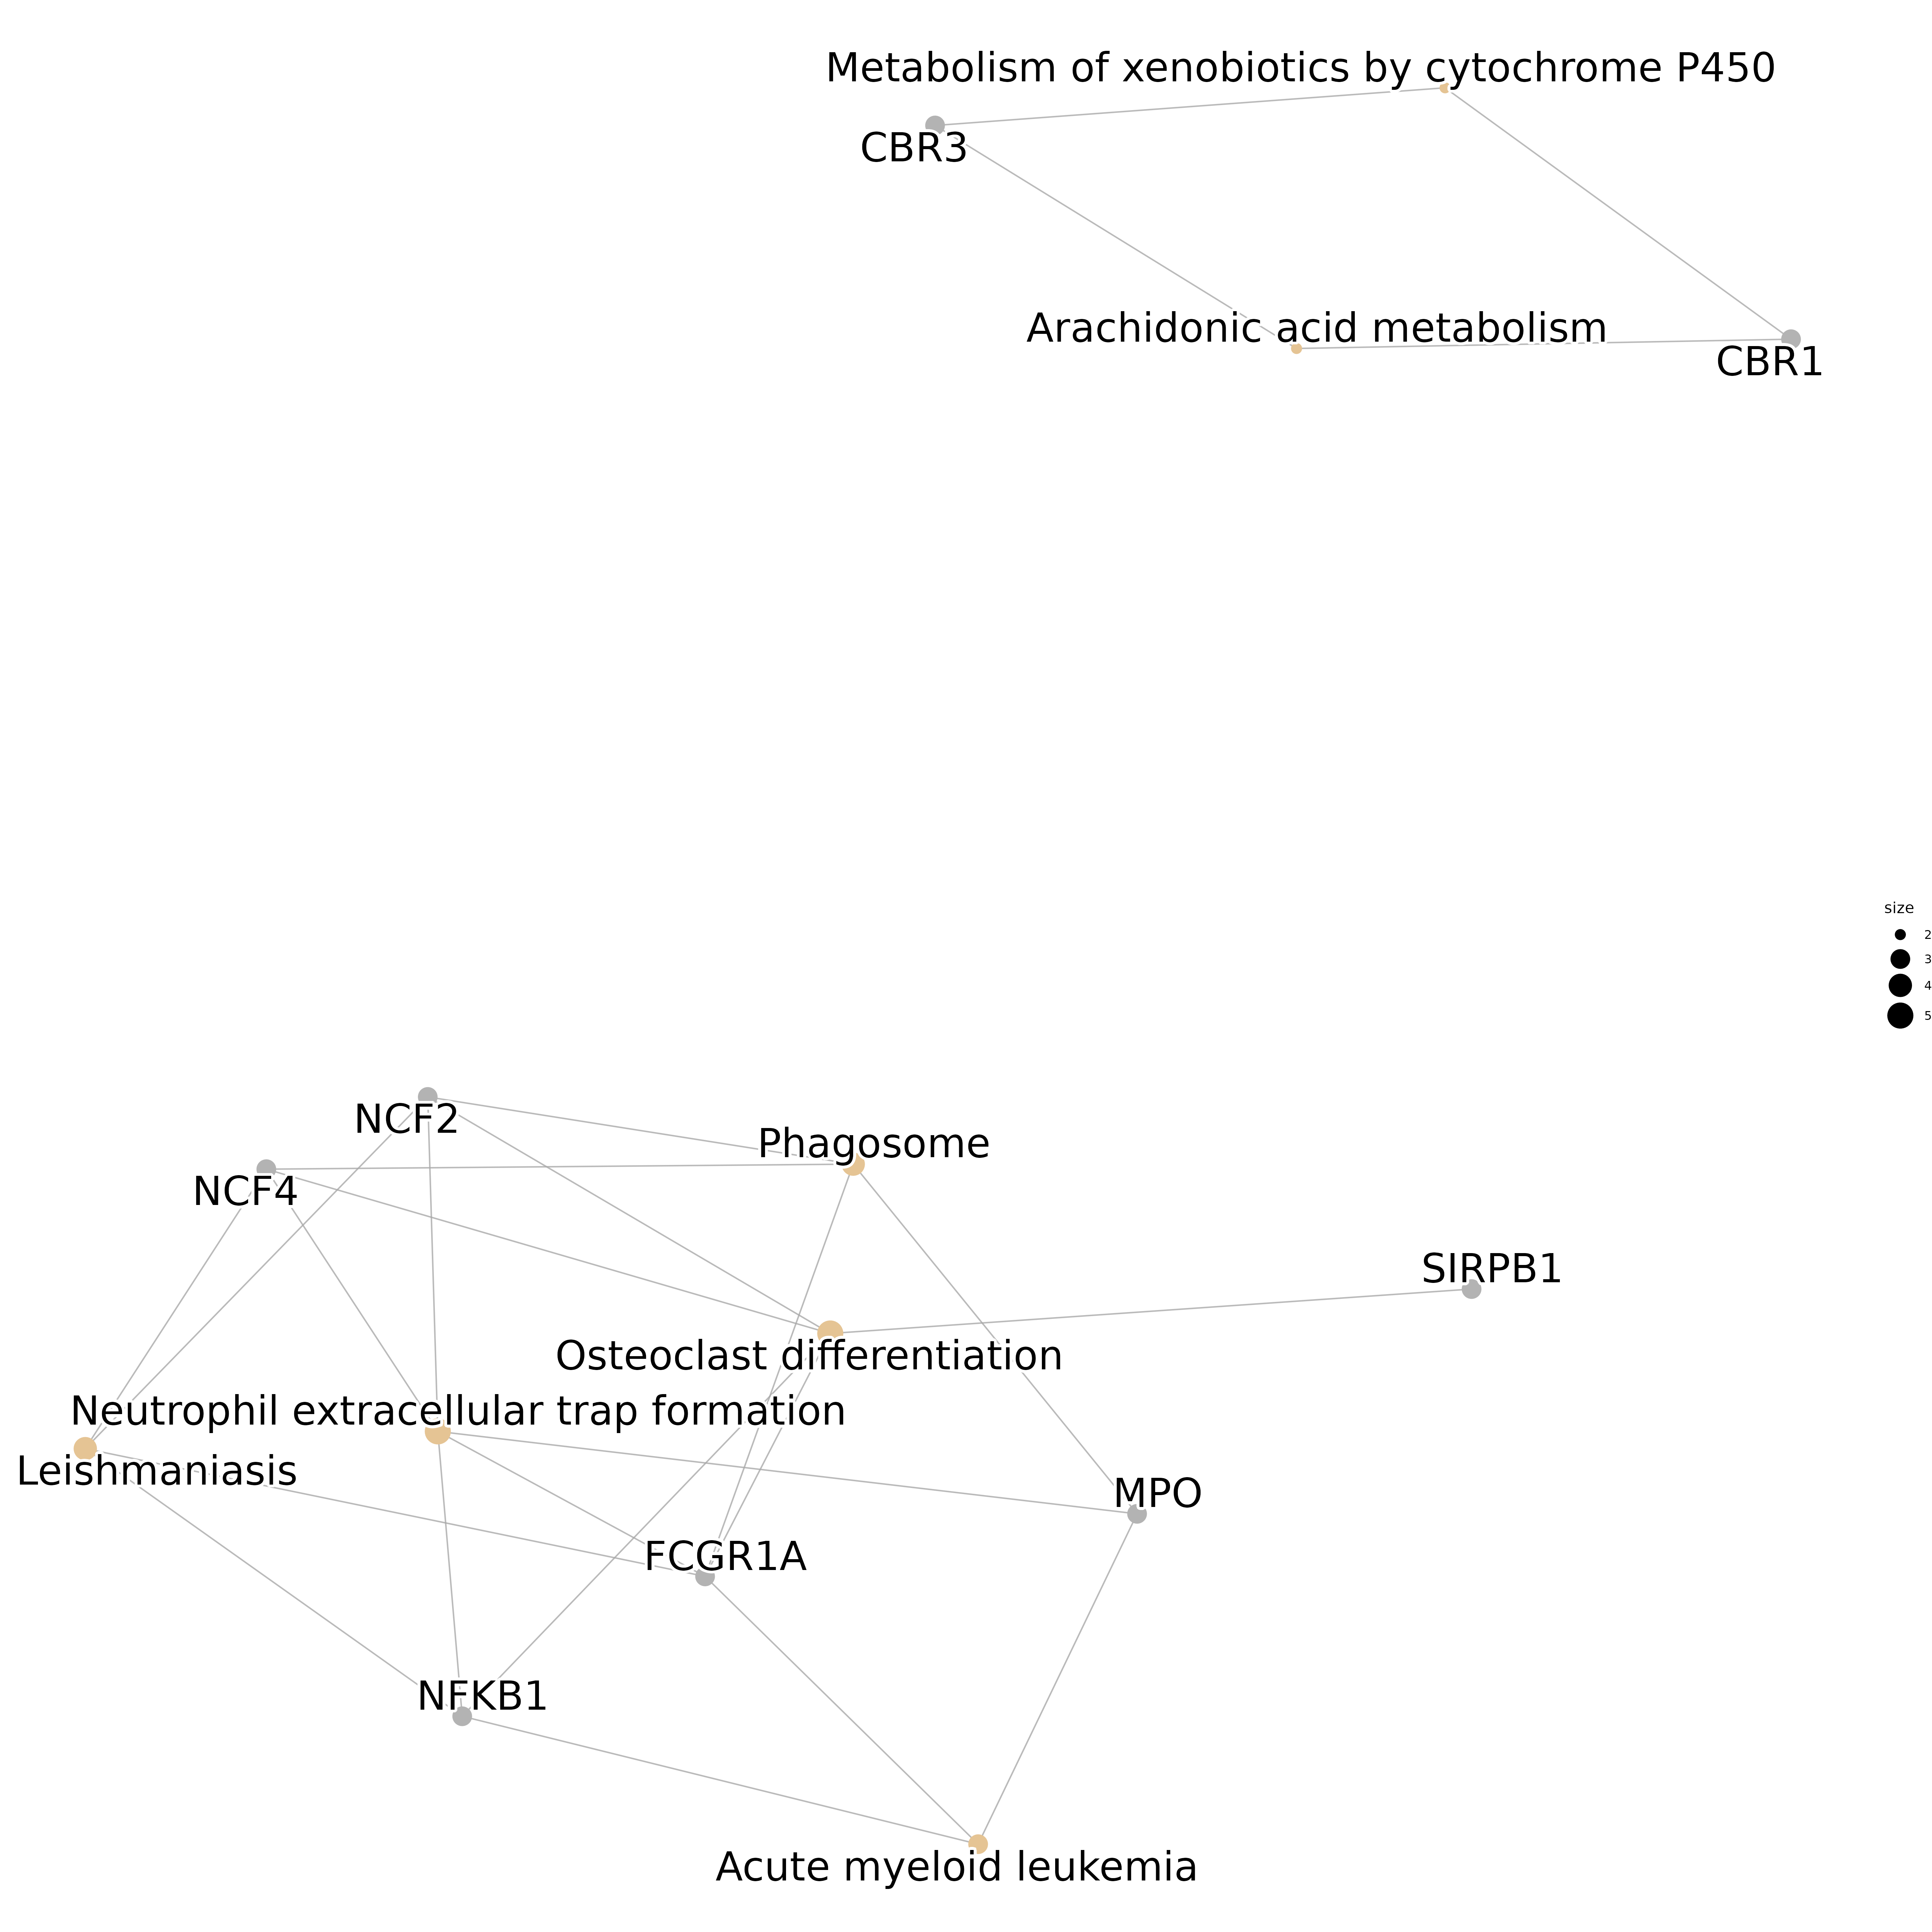 Metabolism of xenobiotics by cytochrome P450
CBR3
Arachidonic acid metabolism
CBR1
size
2
3
4
5
NCF2
Phagosome
NCF4
SIRPB1
Osteoclast differentiation
Neutrophil extracellular trap formation
Leishmaniasis
MPO
FCGR1A
NFKB1
Acute myeloid leukemia